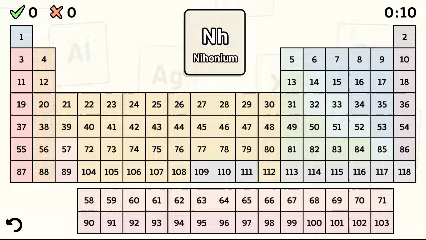 0 0 0:10
Nh
Nihonium
1 2
3 4 5 6 7 8 9 10
11 12 13 14 15 16 17 18
19 20 21 22 23 24 25 26 27 28 29 30 31 32 33 34 35 36
37 38 39 40 41 42 43 44 45 46 47 48 49 50 51 52 53 54
55 56 57 72 73 74 75 76 77 78 79 80 81 82 83 84 85 86
87 88 89 104 105 106 107 108 109 110 111 112 113 114 115 116 117 118
58 59 60 61 62 63 64 65 66 67 68 69 70 71
90 91 92 93 94 95 96 97 98 99 100 101 102 103
Al
Ag